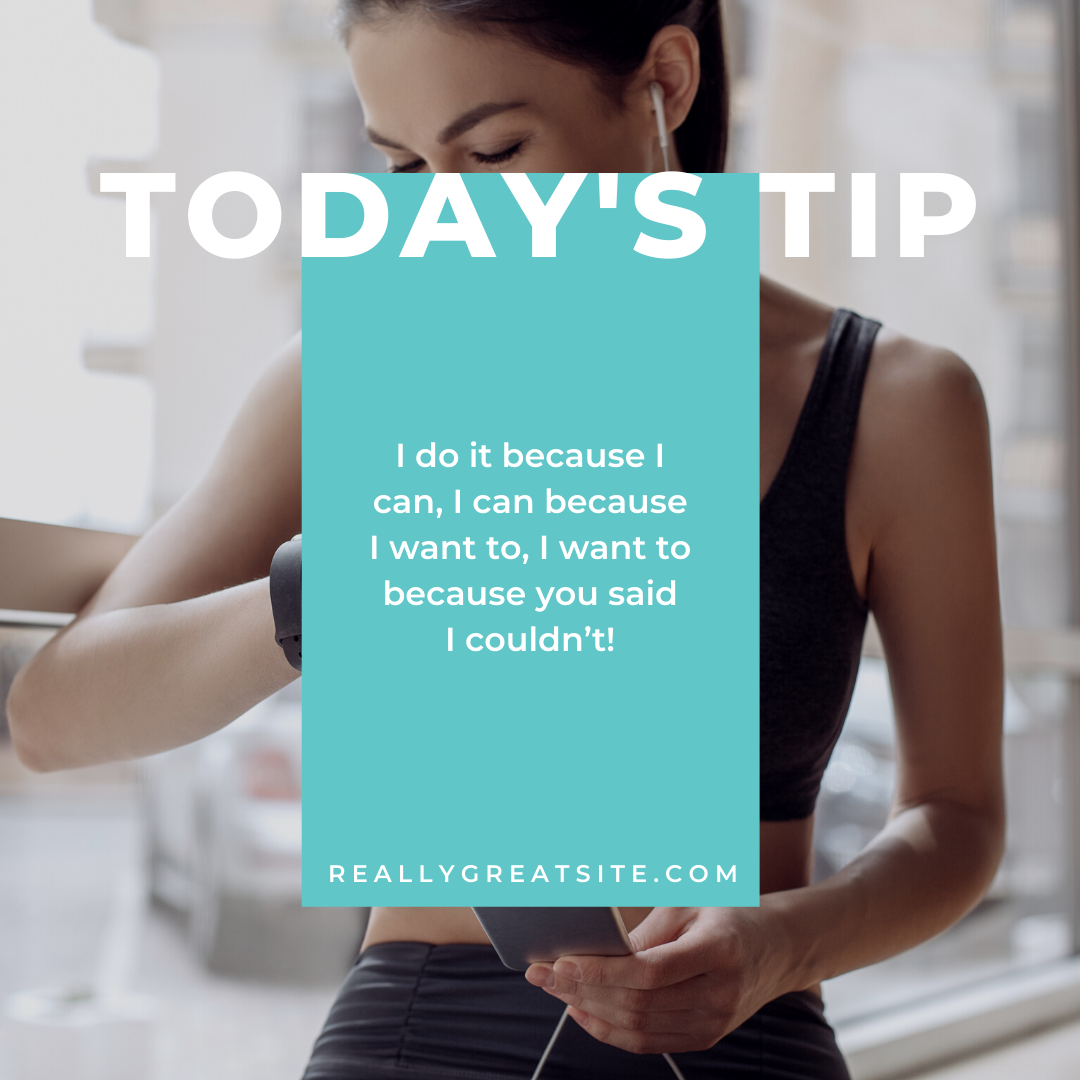 TODAY'S TIP
I do it because I
can, I can because
I want to, I want to
because you said
I couldn’t!
REALLYGREATSITE.COM